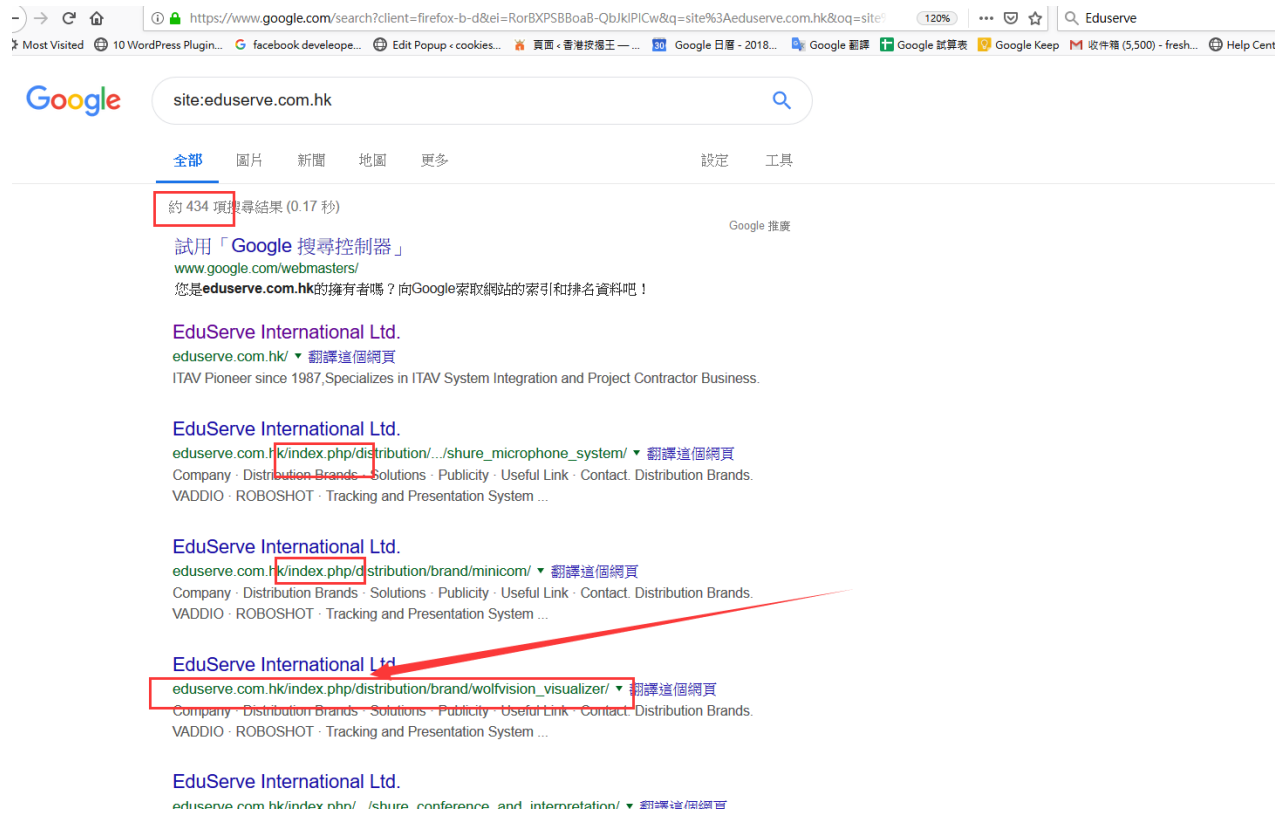 https://www.google.com/search?client=firefox-b-d&ei=RorBXPSBBoaB-QbJkIPICw&q=site%3Aeduserve.com.hk&oq=site 120% Eduserve
Most Visited 10 WordPress Plugin... facebook develeope... Edit Popup ‹ cookies... 頁面 ‹ 香港按揭王 — ... 30 Google 日曆 - 2018... Google 翻譯 Google 試算表 Google Keep 收件箱 (5,500) - fresh... Help Cent
Google site:eduserve.com.hk
全部 圖片 新聞 地圖 更多 設定 工具
約 434 項搜尋結果 (0.17 秒)
Google 推廣
試用「Google 搜尋控制器」
www.google.com/webmasters/
您是eduserve.com.hk的擁有者嗎？向Google索取網站的索引和排名資料吧！
EduServe International Ltd.
eduserve.com.hk/ ▼ 翻譯這個網頁
ITAV Pioneer since 1987,Specializes in ITAV System Integration and Project Contractor Business.
EduServe International Ltd.
eduserve.com.hk/index.php/distribution/.../shure_microphone_system/ ▼ 翻譯這個網頁
Company · Distribution Brands · Solutions · Publicity · Useful Link · Contact. Distribution Brands.
VADDIO · ROBOSHOT · Tracking and Presentation System ...
EduServe International Ltd.
eduserve.com.hk/index.php/distribution/brand/minicom/ ▼ 翻譯這個網頁
Company · Distribution Brands · Solutions · Publicity · Useful Link · Contact. Distribution Brands.
VADDIO · ROBOSHOT · Tracking and Presentation System ...
EduServe International Ltd.
eduserve.com.hk/index.php/distribution/brand/wolfvision_visualizer/ ▼ 翻譯這個網頁
Company · Distribution Brands · Solutions · Publicity · Useful Link · Contact. Distribution Brands.
VADDIO · ROBOSHOT · Tracking and Presentation System ...
EduServe International Ltd.
eduserve.com.hk/index.php/.../shure_conference_and_interpretation/ ▼ 翻譯這個網頁